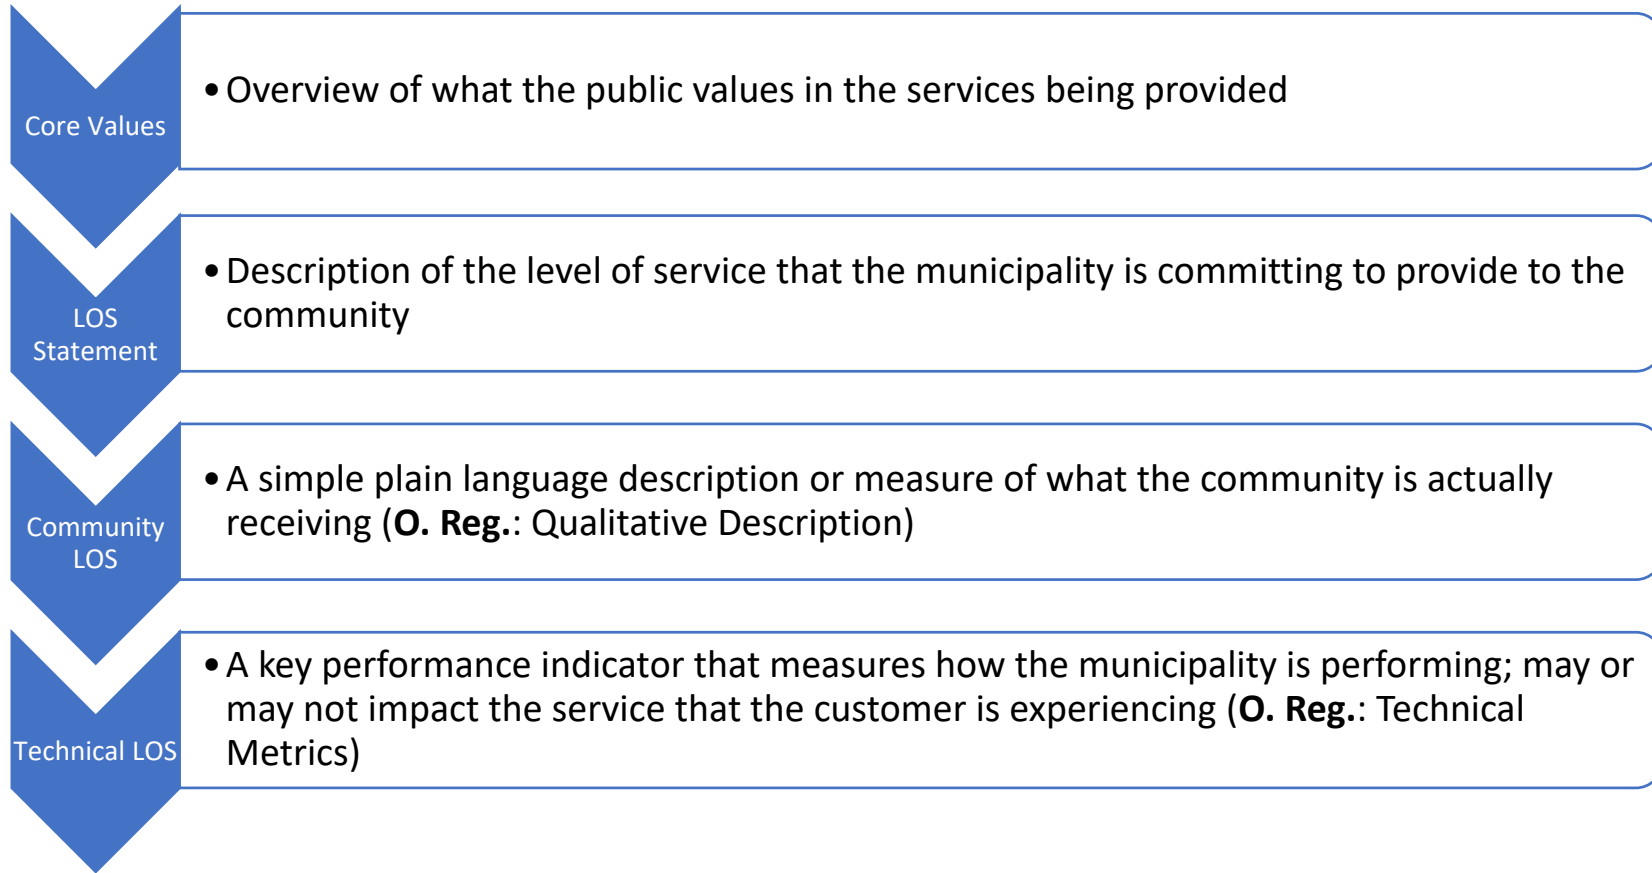 Core Values
• Overview of what the public values in the services being provided
LOS
Statement
• Description of the level of service that the municipality is committing to provide to the
community
Community
LOS
• A simple plain language description or measure of what the community is actually
receiving (O. Reg.: Qualitative Description)
Technical LOS
• A key performance indicator that measures how the municipality is performing; may or
may not impact the service that the customer is experiencing (O. Reg.: Technical
Metrics)